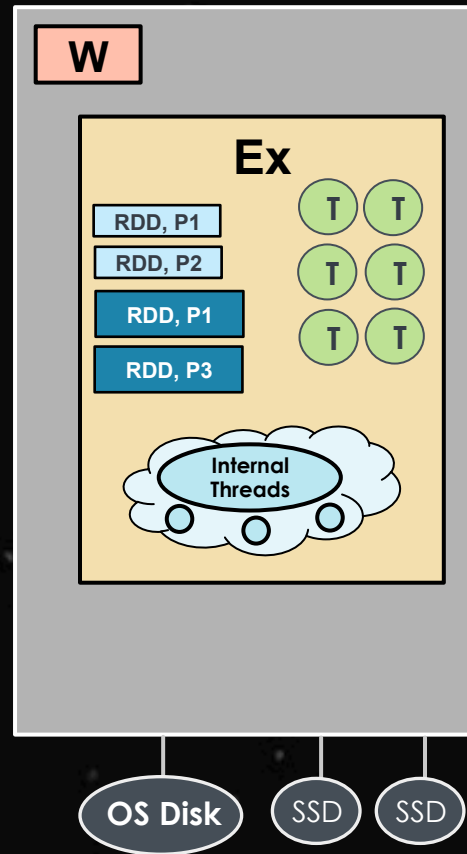 W
Ex
RDD, P1
RDD, P2
RDD, P1
RDD, P3
T T
T T
T T
Internal
Threads
OS Disk
SSD
SSD